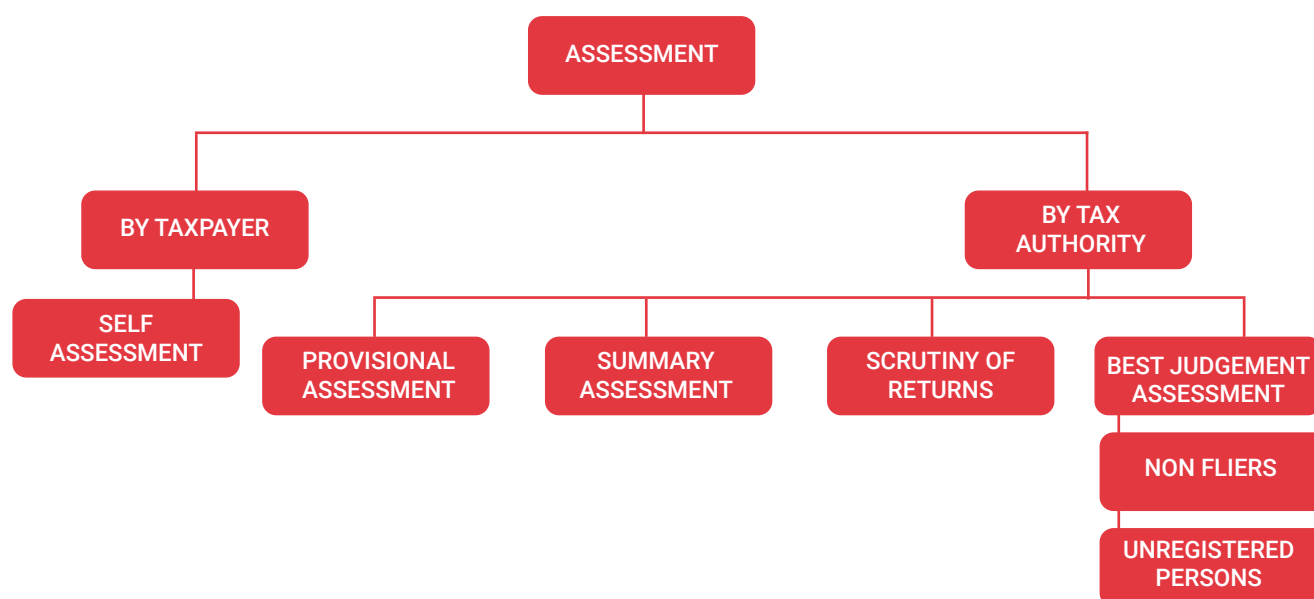 ASSESSMENT
BY TAXPAYER
BY TAX
AUTHORITY
SELF
ASSESSMENT
PROVISIONAL
ASSESSMENT
SUMMARY
ASSESSMENT
SCRUTINY OF
RETURNS
BEST JUDGEMENT
ASSESSMENT
NON FLIERS
UNREGISTERED
PERSONS